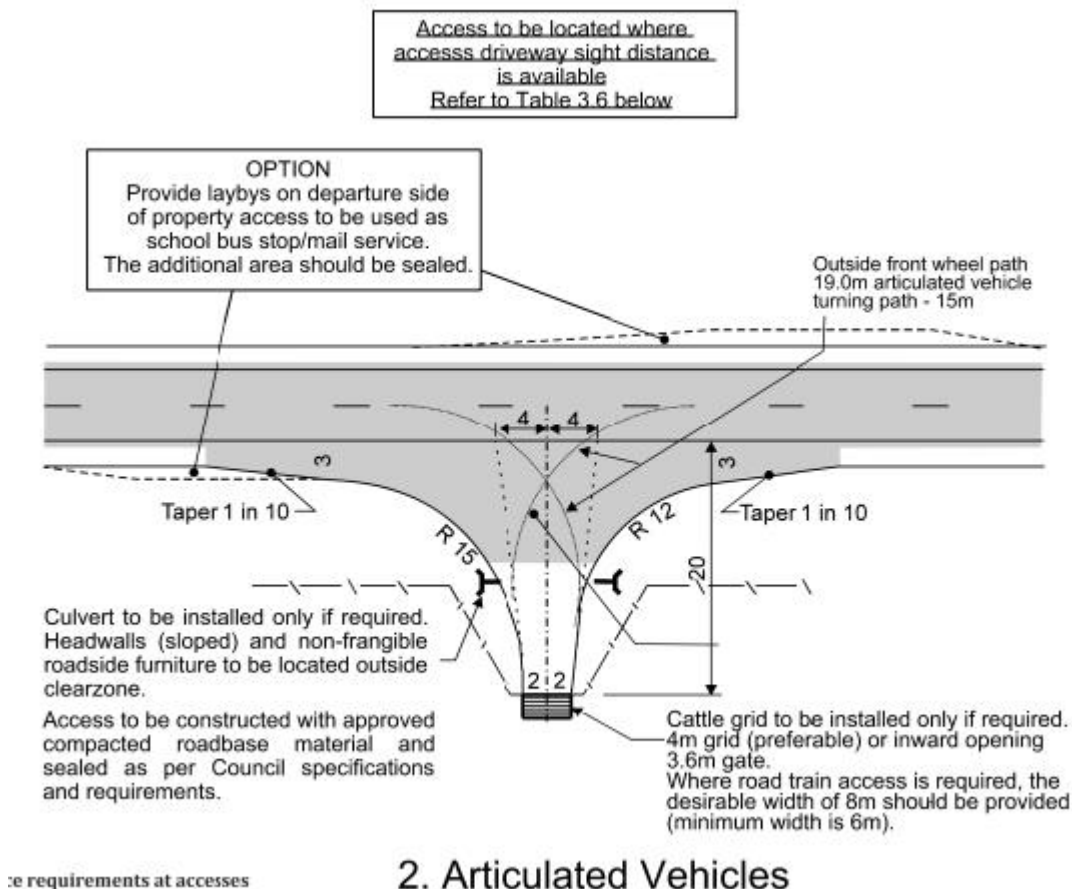 Access to be located where
accesss driveway sight distance
is available
Refer to Table 3.6 below
OPTION
Provide laybys on departure side
of property access to be used as
school bus stop/mail service.
The additional area should be sealed.
Outside front wheel path
19.0m articulated vehicle
turning path - 15m
4 4
3
3
Taper 1 in 10
Taper 1 in 10
R 15
R 12
20
Culvert to be installed only if required.
Headwalls (sloped) and non-frangible
roadside furniture to be located outside
clearzone.
Access to be constructed with approved
compacted roadbase material and
sealed as per Council specifications
and requirements.
2 2
Cattle grid to be installed only if required.
4m grid (preferable) or inward opening
3.6m gate.
Where road train access is required, the
desirable width of 8m should be provided
(minimum width is 6m).
2. Articulated Vehicles
ce requirements at accesses